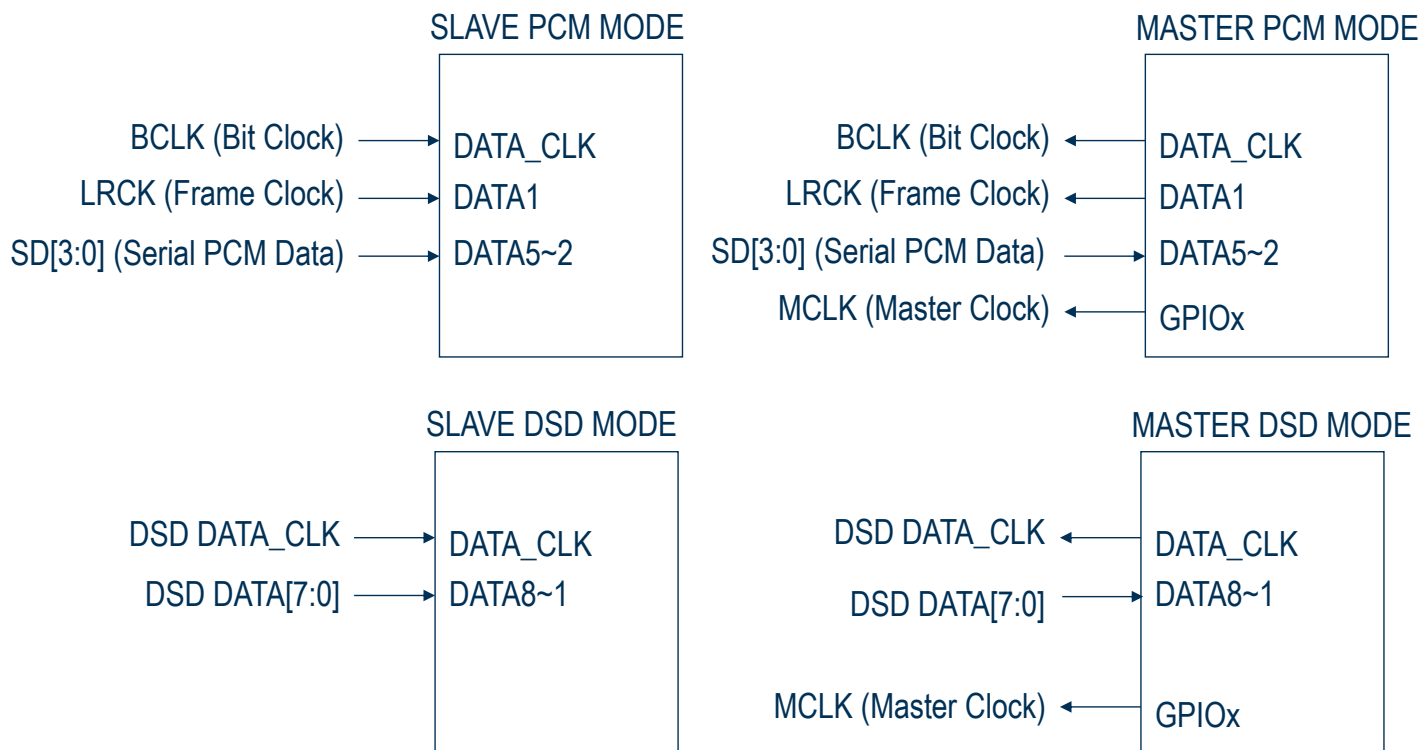 SLAVE PCM MODE
BCLK (Bit Clock)
DATA_CLK
LRCK (Frame Clock)
DATA1
SD[3:0] (Serial PCM Data)
DATA5~2
MASTER PCM MODE
BCLK (Bit Clock)
DATA_CLK
LRCK (Frame Clock)
DATA1
SD[3:0] (Serial PCM Data)
DATA5~2
MCLK (Master Clock)
GPIOx
SLAVE DSD MODE
DSD DATA_CLK
DATA_CLK
DSD DATA[7:0]
DATA8~1
MASTER DSD MODE
DSD DATA_CLK
DATA_CLK
DSD DATA[7:0]
DATA8~1
MCLK (Master Clock)
GPIOx